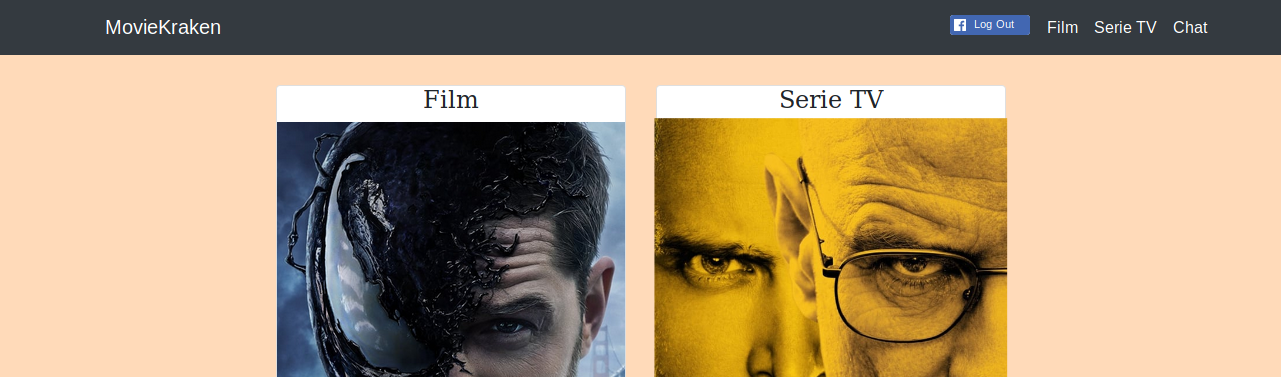 MovieKraken
Log Out
Film
Serie TV
Chat
Film
Serie TV